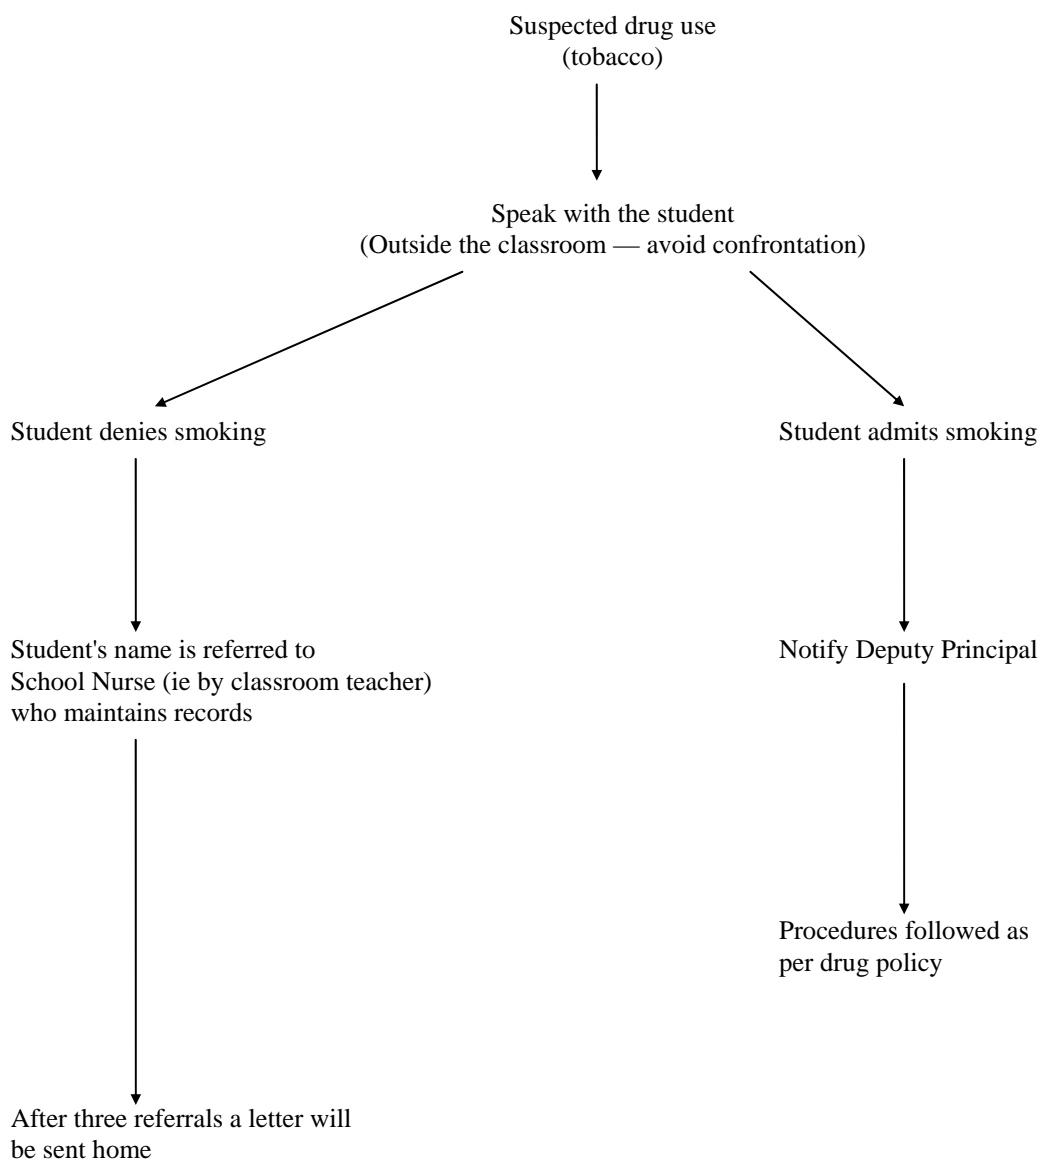 Suspected drug use
(tobacco)
Speak with the student
(Outside the classroom — avoid confrontation)
Student denies smoking
Student admits smoking
Student's name is referred to
School Nurse (ie by classroom teacher)
who maintains records
Notify Deputy Principal
Procedures followed as
per drug policy
After three referrals a letter will
be sent home